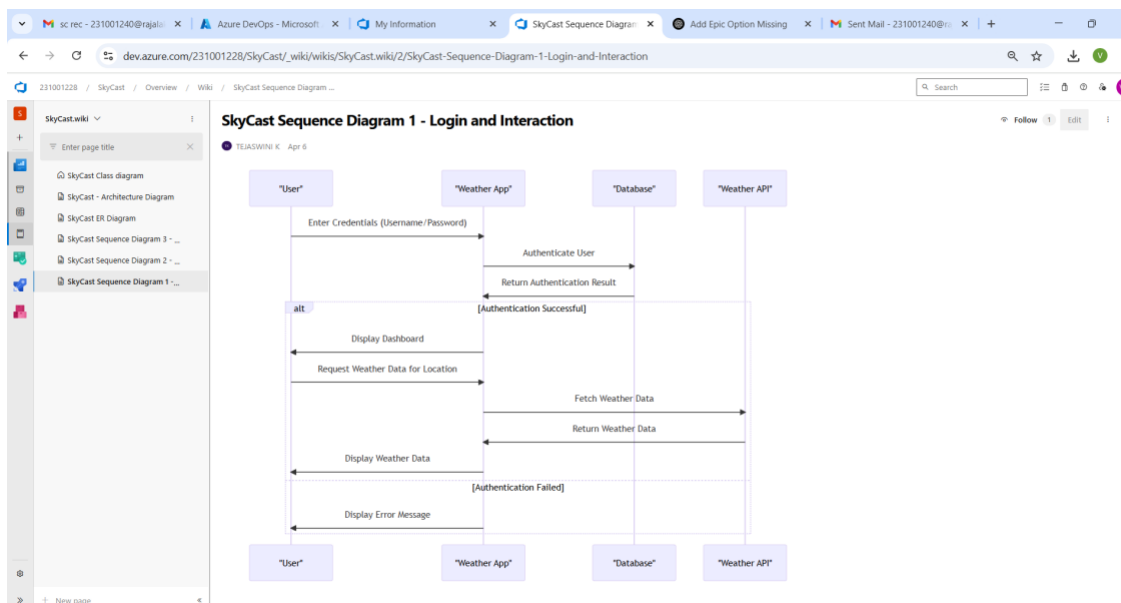 sc rec - 231001240@rajala
Azure DevOps - Microsoft
My Information
SkyCast Sequence Diagram
Add Epic Option Missing
Sent Mail - 231001240@ra
dev.azure.com/231001228/SkyCast/_wiki/wikis/SkyCast.wiki/2/SkyCast-Sequence-Diagram-1-Login-and-Interaction
V
231001228 / SkyCast / Overview / Wiki / SkyCast Sequence Diagram ...
Search
S
SkyCast.wiki
Enter page title
SkyCast Class diagram
SkyCast - Architecture Diagram
SkyCast ER Diagram
SkyCast Sequence Diagram 3 - ...
SkyCast Sequence Diagram 2 - ...
SkyCast Sequence Diagram 1 -...
New page
SkyCast Sequence Diagram 1 - Login and Interaction
Follow 1 Edit
TEJASWINI K Apr 6
"User" "Weather App" "Database" "Weather API"
Enter Credentials (Username/Password)
Authenticate User
Return Authentication Result
alt [Authentication Successful]
Display Dashboard
Request Weather Data for Location
Fetch Weather Data
Return Weather Data
Display Weather Data
[Authentication Failed]
Display Error Message
"User" "Weather App" "Database" "Weather API"